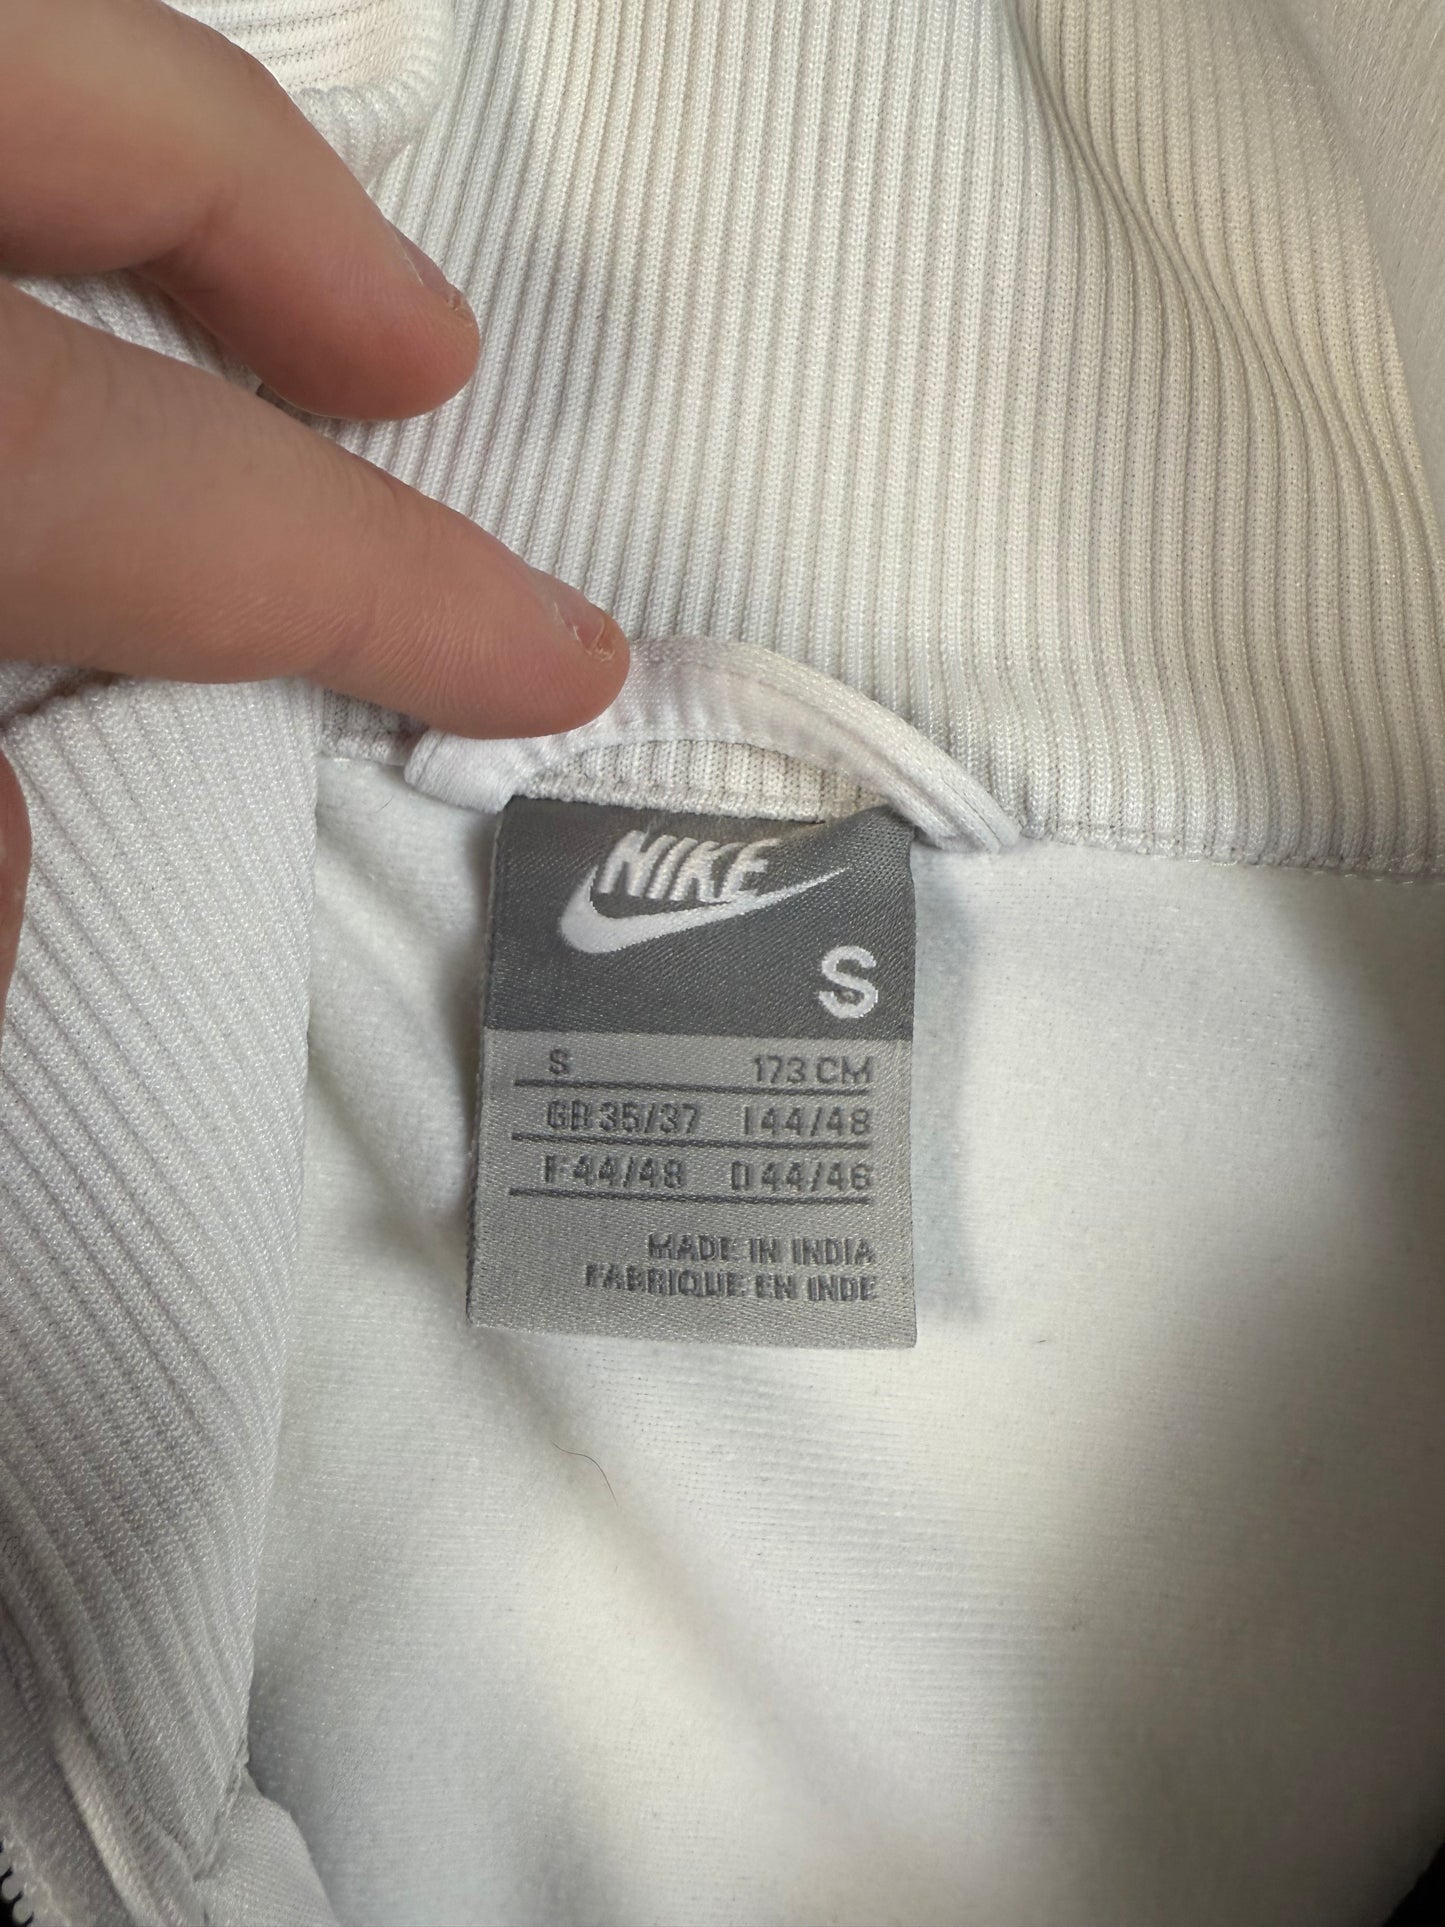 NIKE
S
S 173 CM
GB 35/37 I 44/48
F 44/48 D 44/46
MADE IN INDIA
FABRIQUE EN INDE